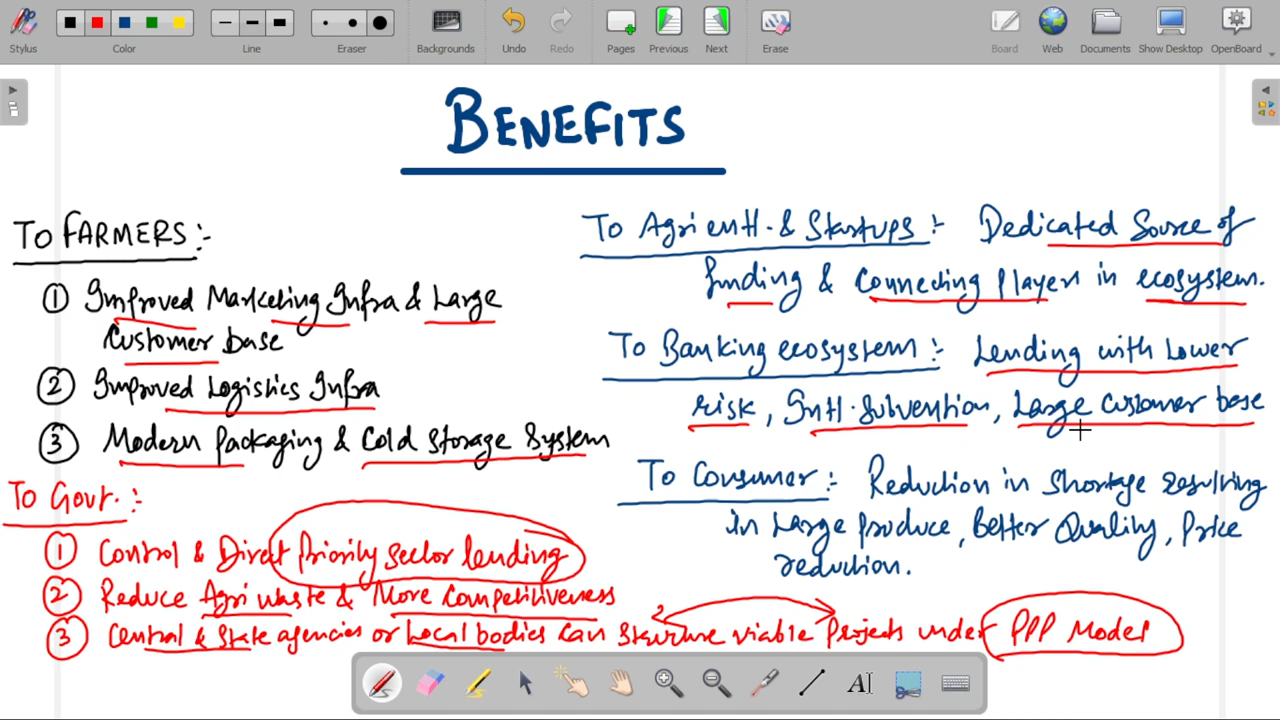 Stylus
Color
Line
Eraser
Backgrounds
Undo
Redo
Pages
Previous
Next
Erase
Board
Web
Documents
Show Desktop
OpenBoard
BENEFITS
To FARMERS :-
① Improved Marketing Infra & Large
Customer base
② Improved Logistics Infra
③ Modern Packaging & Cold Storage System
To Govt. :-
① Control & Direct Priority sector lending
② Reduce Agri waste & More Competitiveness
③ Central & State agencies or Local bodies can structure viable Projects under PPP Model
To Agri entt. & Startups :- Dedicated Source of
funding & Connecting Player in ecosystem.
To Banking ecosystem :- Lending with Lower
risk, Intt. Subvention, Large customer base
To Consumer :- Reduction in Shortage resulving
in Large produce, Better Quality, Price
reduction.
AI